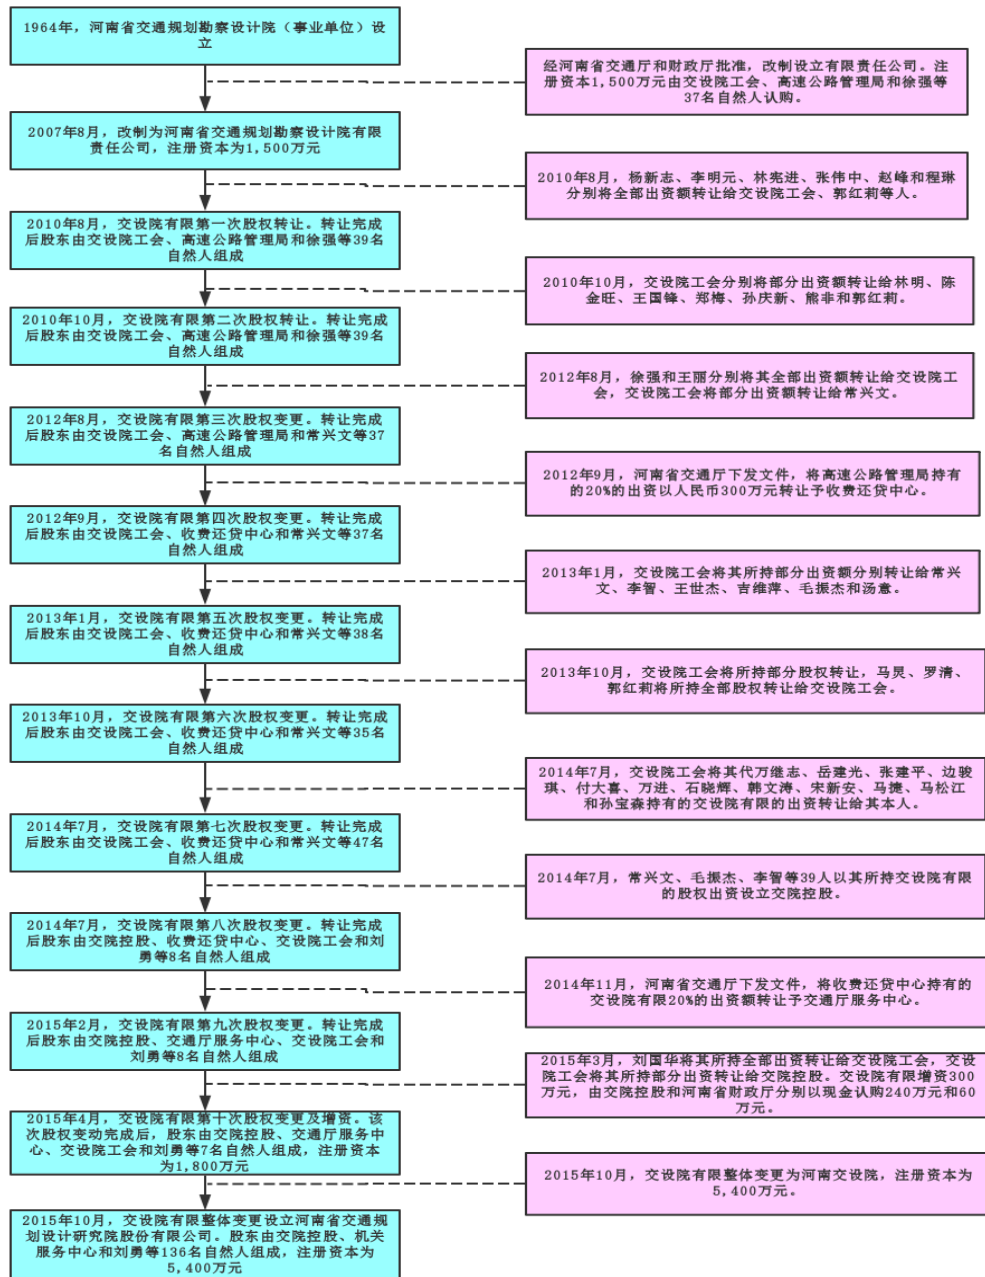 1964年，河南省交通规划勘察设计院（事业单位）设
立
经河南省交通厅和财政厅批准，改制设立有限责任公司。注
册资本1,500万元由交设院工会、高速公路管理局和徐强等
37名自然人认购。
2007年8月，改制为河南省交通规划勘察设计院有限
责任公司，注册资本为1,500万元
2010年8月，杨新志、李明元、林宪进、张伟中、赵峰和程琳
分别将全部出资额转让给交设院工会、郭红莉等人。
2010年8月，交设院有限第一次股权转让。转让完成
后股东由交设院工会、高速公路管理局和徐强等39名
自然人组成
2010年10月，交设院工会分别将部分出资额转让给林明、陈
金旺、王国锋、郑梅、孙庆新、熊非和郭红莉。
2010年10月，交设院有限第二次股权转让。转让完成
后股东由交设院工会、高速公路管理局和徐强等39名
自然人组成
2012年8月，徐强和王丽分别将其全部出资额转让给交设院工
会，交设院工会将部分出资额转让给常兴文。
2012年8月，交设院有限第三次股权变更。转让完成
后股东由交设院工会、高速公路管理局和常兴文等37
名自然人组成
2012年9月，河南省交通厅下发文件，将高速公路管理局持有
的20%的出资以人民币300万元转让予收费还贷中心。
2012年9月，交设院有限第四次股权变更。转让完成
后股东由交设院工会、收费还贷中心和常兴文等37名
自然人组成
2013年1月，交设院工会将其所持部分出资额分别转让给常兴
文、李智、王世杰、吉维萍、毛振杰和汤意。
2013年1月，交设院有限第五次股权变更。转让完成
后股东由交设院工会、收费还贷中心和常兴文等38名
自然人组成
2013年10月，交设院工会将所持部分股权转让，马炅、罗清、
郭红莉将所持全部股权转让给交设院工会。
2013年10月，交设院有限第六次股权变更。转让完成
后股东由交设院工会、收费还贷中心和常兴文等35名
自然人组成
2014年7月，交设院工会将其代万继志、岳建光、张建平、边骏
琪、付大喜、万进、石晓辉、韩文涛、宋新安、马捷、马松江
和孙宝森持有的交设院有限的出资转让给其本人。
2014年7月，交设院有限第七次股权变更。转让完成
后股东由交设院工会、收费还贷中心和常兴文等47名
自然人组成
2014年7月，常兴文、毛振杰、李智等39人以其所持交设院有限
的股权出资设立交院控股。
2014年7月，交设院有限第八次股权变更。转让完成
后股东由交院控股、收费还贷中心、交设院工会和刘
勇等8名自然人组成
2014年11月，河南省交通厅下发文件，将收费还贷中心持有的
交设院有限20%的出资额转让予交通厅服务中心。
2015年2月，交设院有限第九次股权变更。转让完成
后股东由交院控股、交通厅服务中心、交设院工会和
刘勇等8名自然人组成
2015年3月，刘国华将其所持全部出资转让给交设院工会，交设
院工会将其所持部分出资转让给交院控股。交设院有限增资300
万元，由交院控股和河南省财政厅分别以现金认购240万元和60
万元。
2015年4月，交设院有限第十次股权变更及增资。该
次股权变动完成后，股东由交院控股、交通厅服务中
心、交设院工会和刘勇等7名自然人组成，注册资本
为1,800万元
2015年10月，交设院有限整体变更为河南交设院，注册资本为
5,400万元。
2015年10月，交设院有限整体变更设立河南省交通规
划设计研究院股份有限公司。股东由交院控股、机关
服务中心和刘勇等136名自然人组成，注册资本为
5,400万元